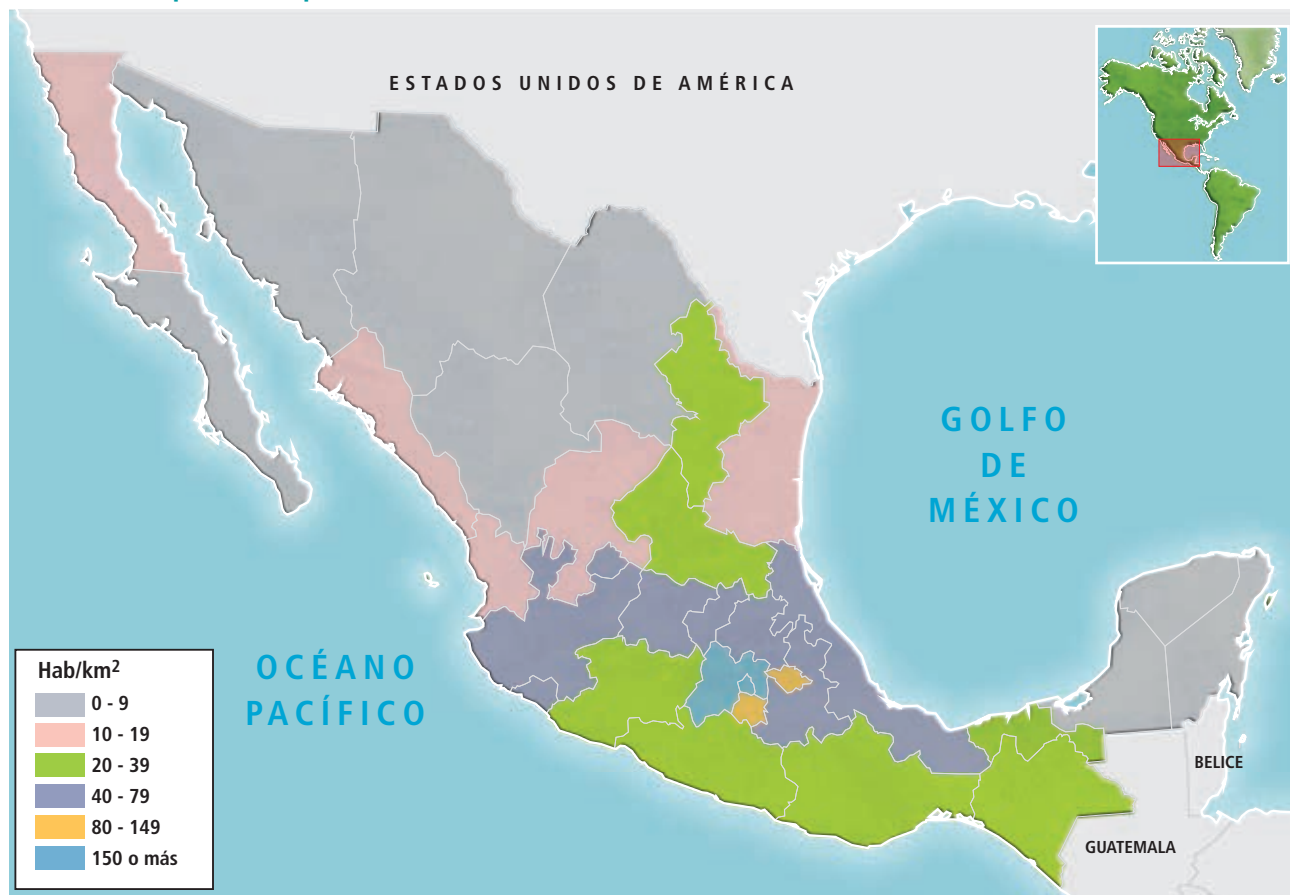 ESTADOS UNIDOS DE AMÉRICA
GOLFO
DE
MÉXICO
OCÉANO
PACÍFICO
BELICE
GUATEMALA
Hab/km²
0 - 9
10 - 19
20 - 39
40 - 79
80 - 149
150 o más